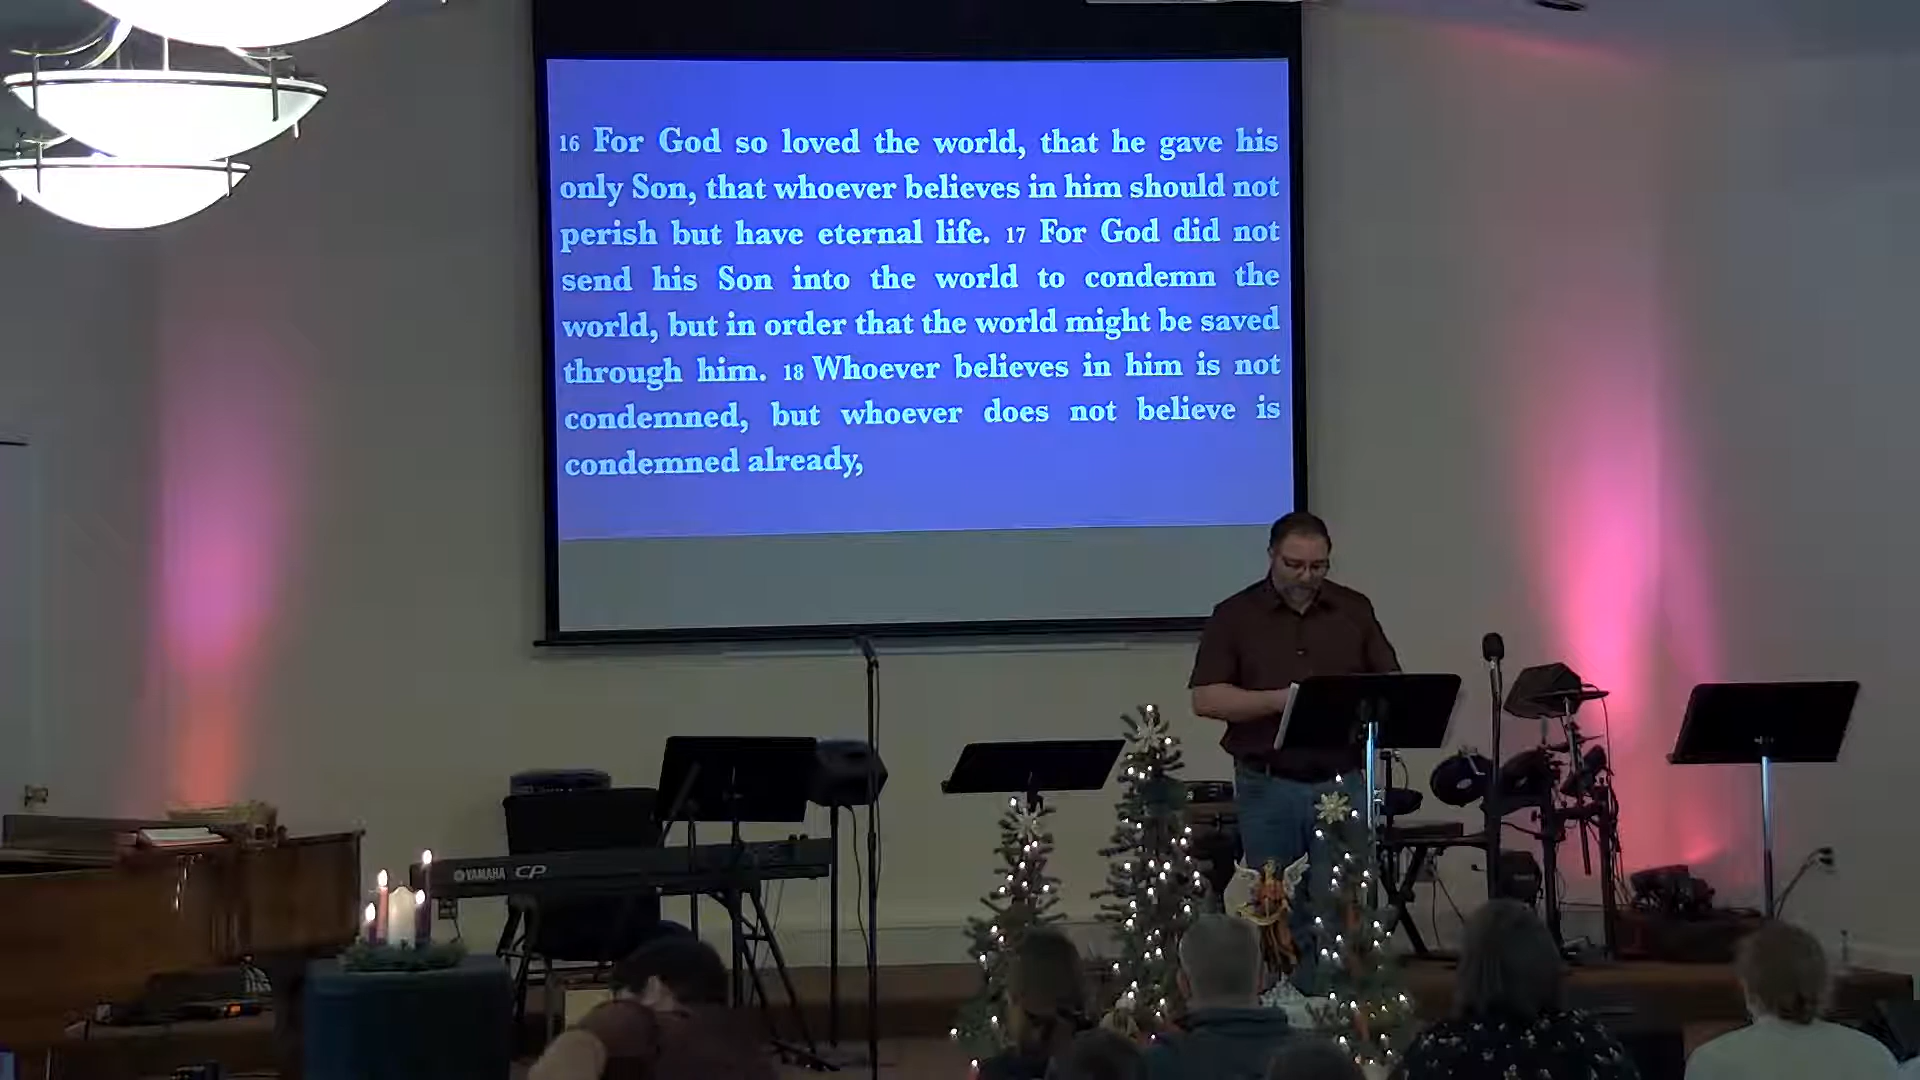 16 For God so loved the world, that he gave his
only Son, that whoever believes in him should not
perish but have eternal life. 17 For God did not
send his Son into the world to condemn the
world, but in order that the world might be saved
through him. 18 Whoever believes in him is not
condemned, but whoever does not believe is
condemned already,
YAMAHA CP